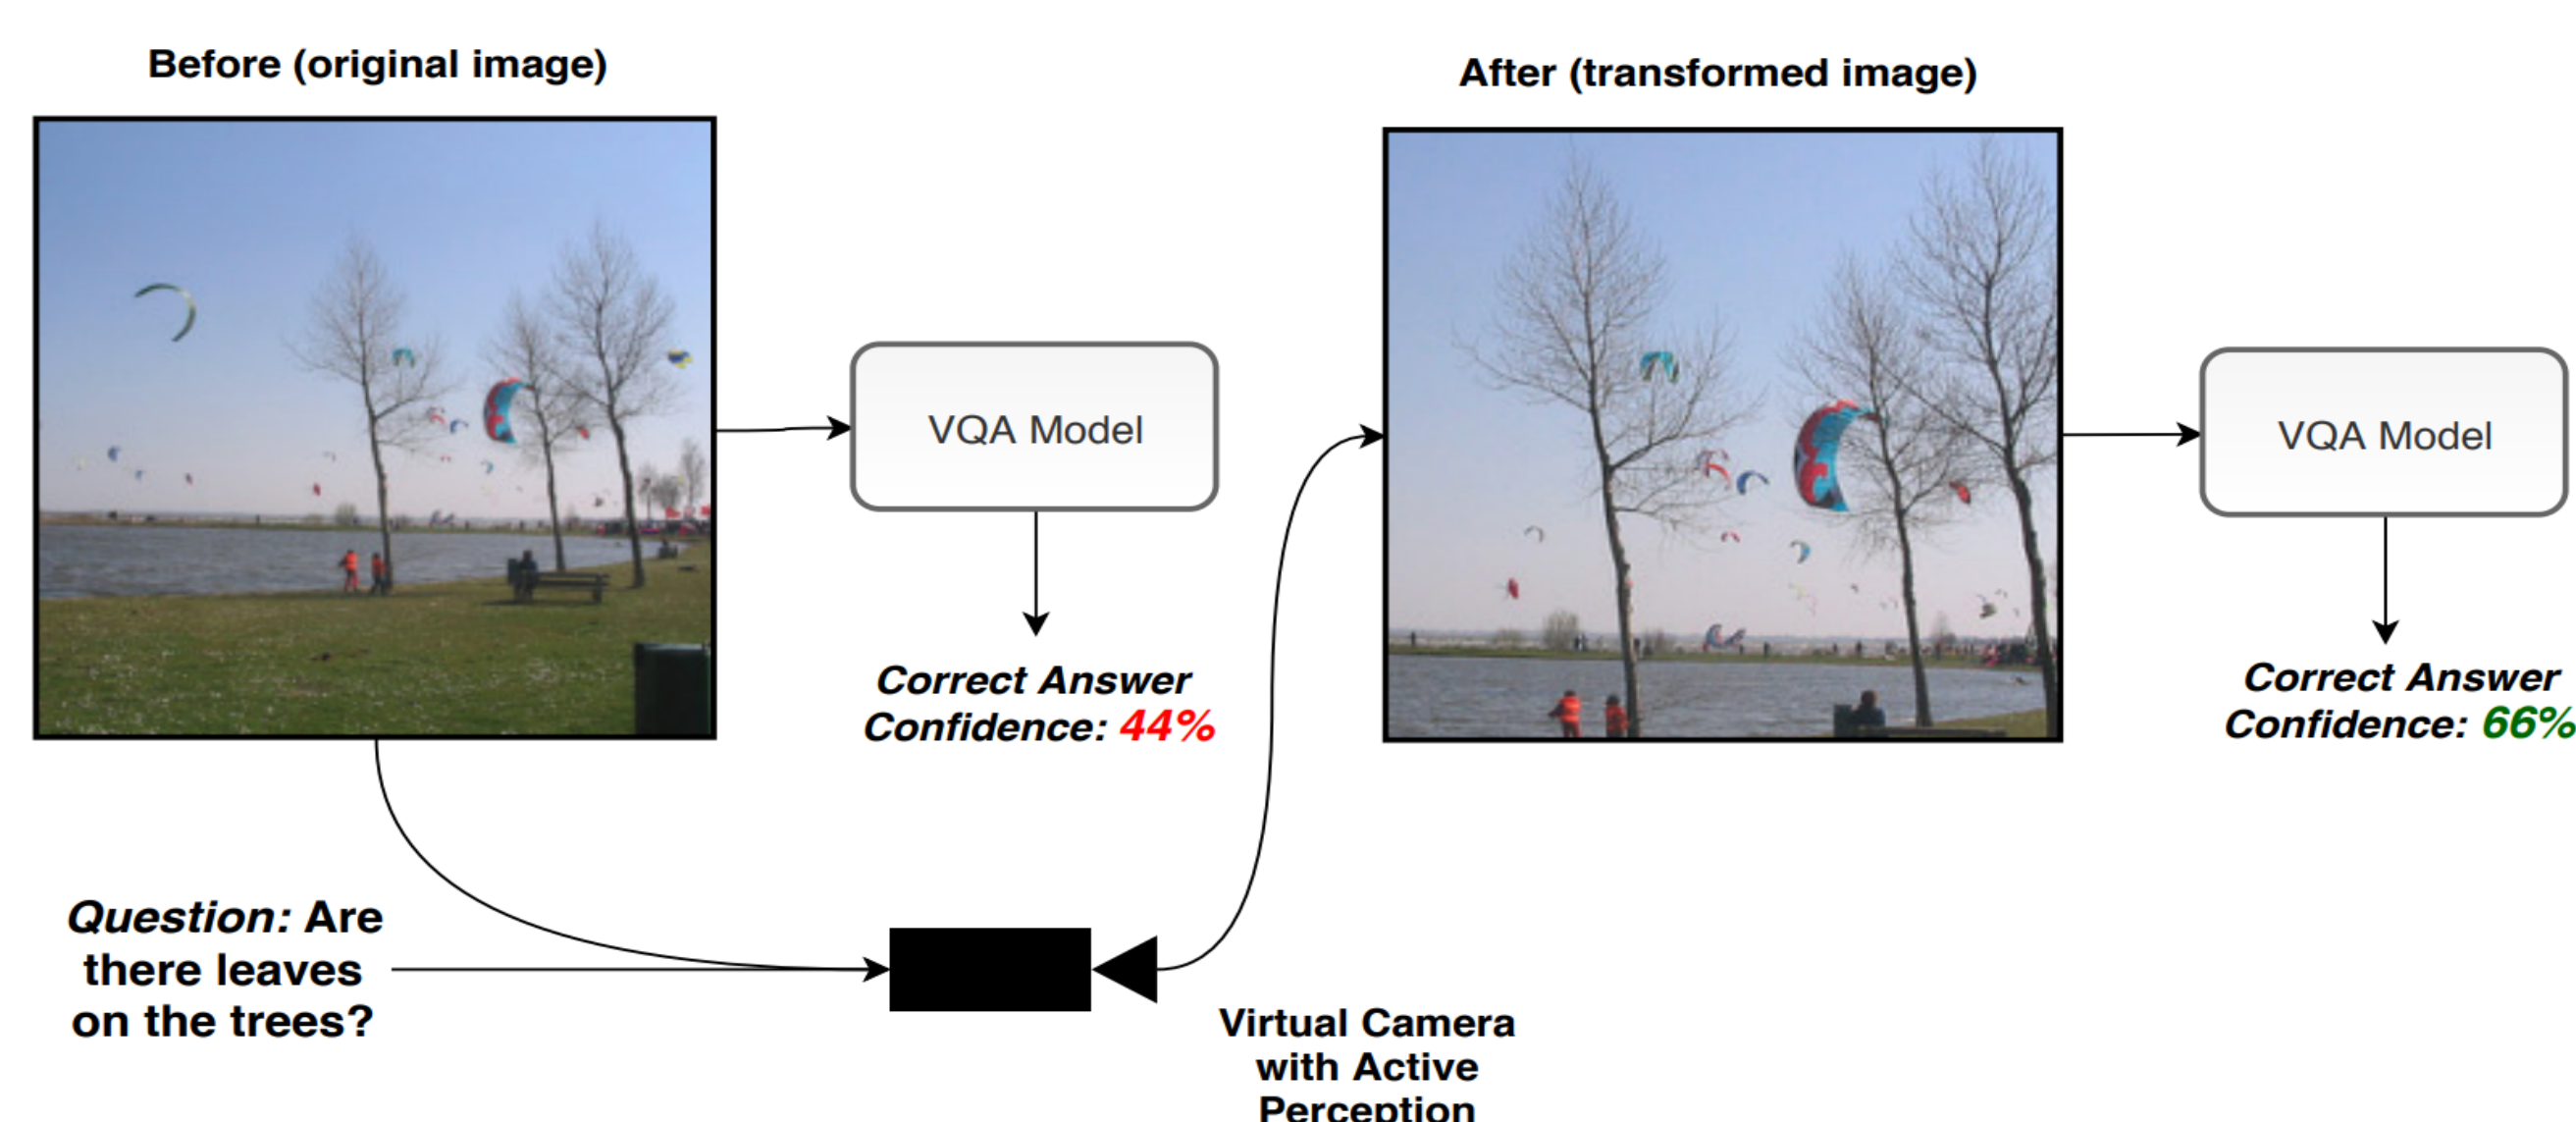 Before (original image)
After (transformed image)
VQA Model
VQA Model
Correct Answer
Confidence: 44%
Correct Answer
Confidence: 66%
Question: Are
there leaves
on the trees?
Virtual Camera
with Active
Perception